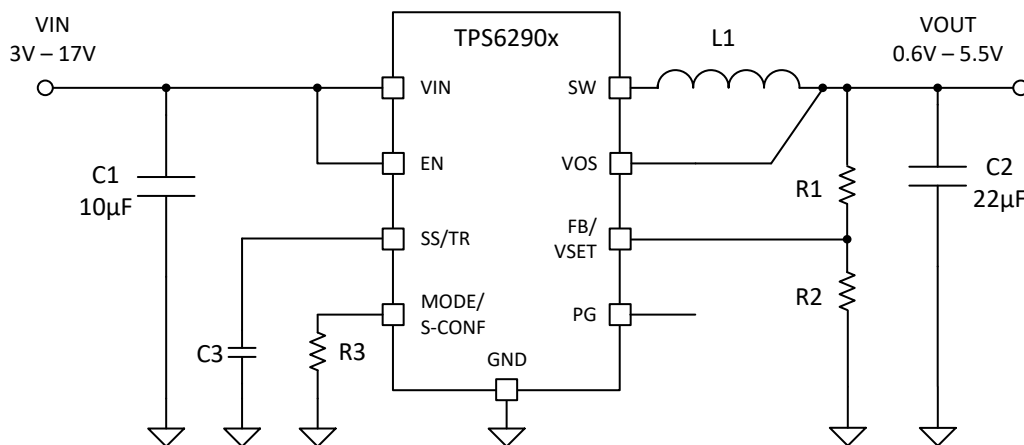 VIN
3V – 17V
TPS6290x
L1
VOUT
0.6V – 5.5V
VIN
SW
EN
VOS
C1
10µF
R1
C2
22µF
SS/TR
FB/
VSET
MODE/
S-CONF
R2
PG
C3
R3
GND